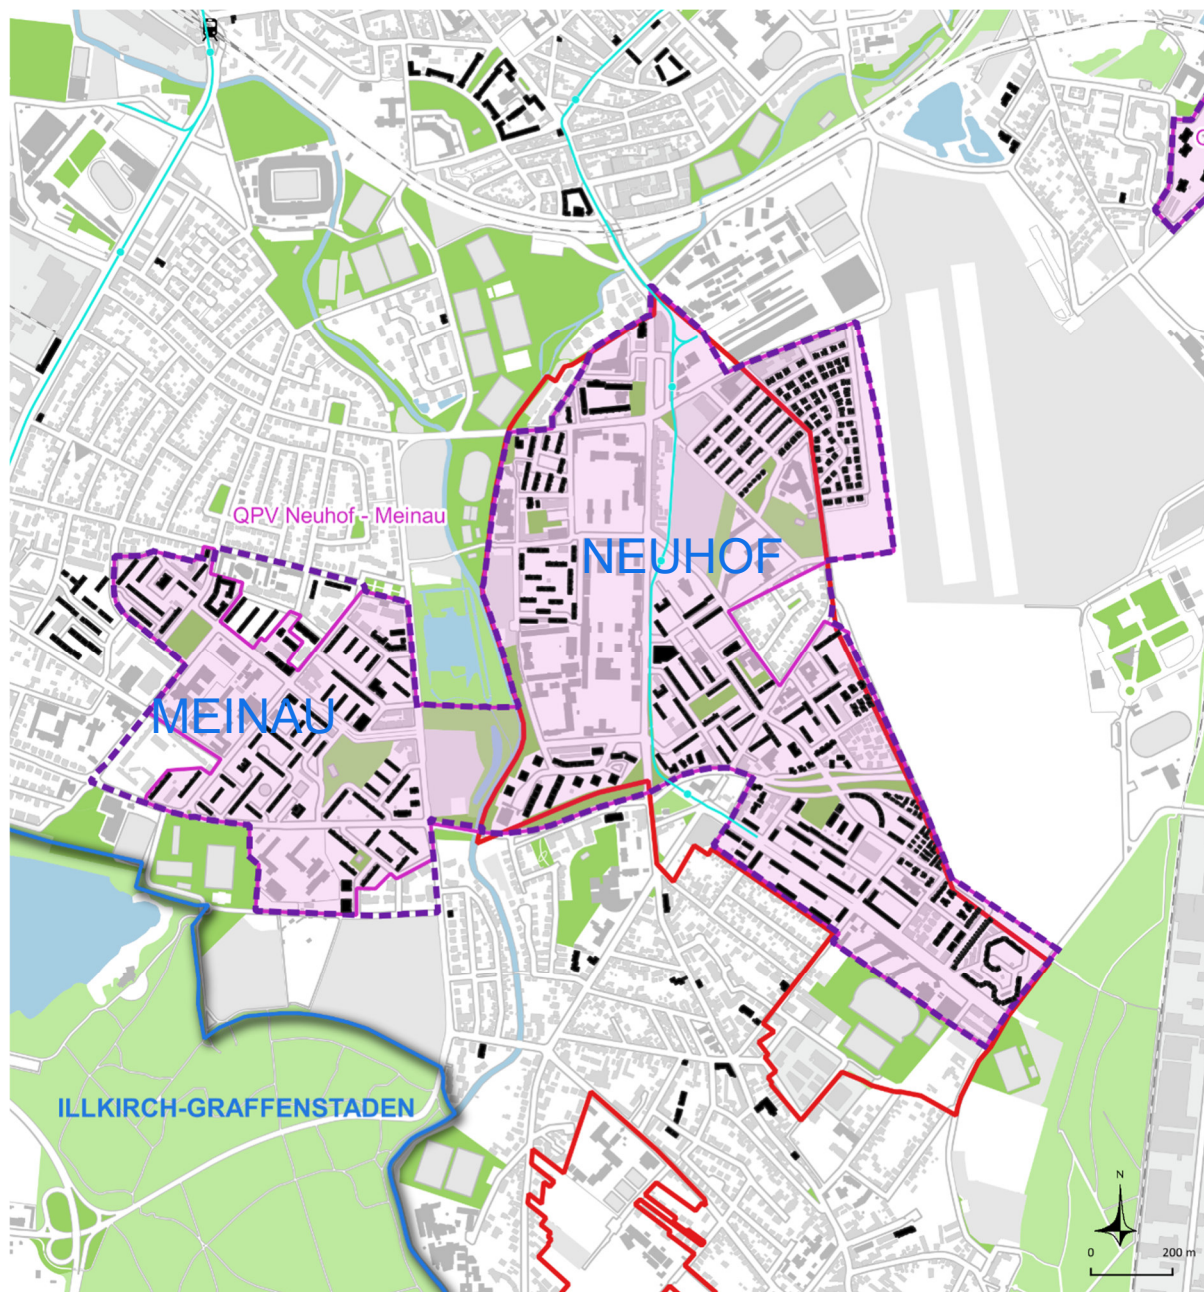 QPV Neuhof - Meinau
NEUHOF
MEINAU
ILLKIRCH-GRAFFENSTADEN
N
0 200 m